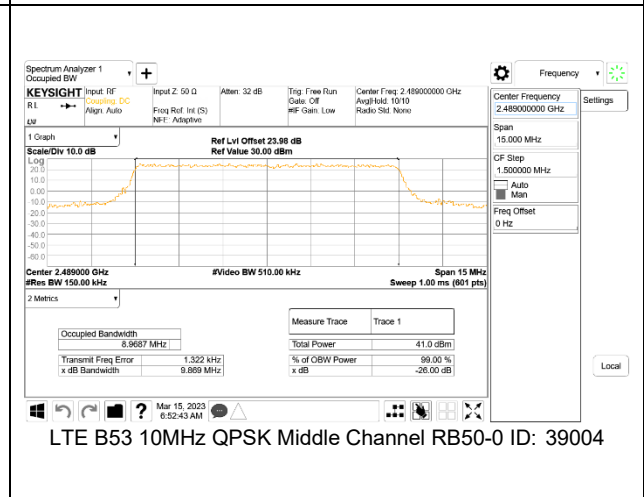 Spectrum Analyzer 1
Occupied BW
+
Frequency
KEYSIGHT
Input: RF
Coupling: DC
Align: Auto
Input Z: 50 Ω
Freq Ref: Int (S)
NFE: Adaptive
Atten: 32 dB
Trig: Free Run
Gate: Off
#IF Gain: Low
Center Freq: 2.489000000 GHz
Avg|Hold: 10/10
Radio Std: None
Center Frequency
2.489000000 GHz
Settings
Span
15.000 MHz
CF Step
1.500000 MHz
Auto
Man
Freq Offset
0 Hz
1 Graph
Scale/Div 10.0 dB
Ref Lvl Offset 23.98 dB
Ref Value 30.00 dBm
Log
20.0
10.0
0.00
-10.0
-20.0
-30.0
-40.0
-50.0
-60.0
Center 2.489000 GHz
#Video BW 510.00 kHz
Span 15 MHz
#Res BW 150.00 kHz
Sweep 1.00 ms (601 pts)
2 Metrics
Measure Trace Trace 1
Occupied Bandwidth
8.9687 MHz
Total Power 41.0 dBm
Transmit Freq Error 1.322 kHz
% of OBW Power 99.00 %
x dB Bandwidth 9.869 MHz
x dB -26.00 dB
Local
?
Mar 15, 2023
6:52:43 AM
LTE B53 10MHz QPSK Middle Channel RB50-0 ID: 39004